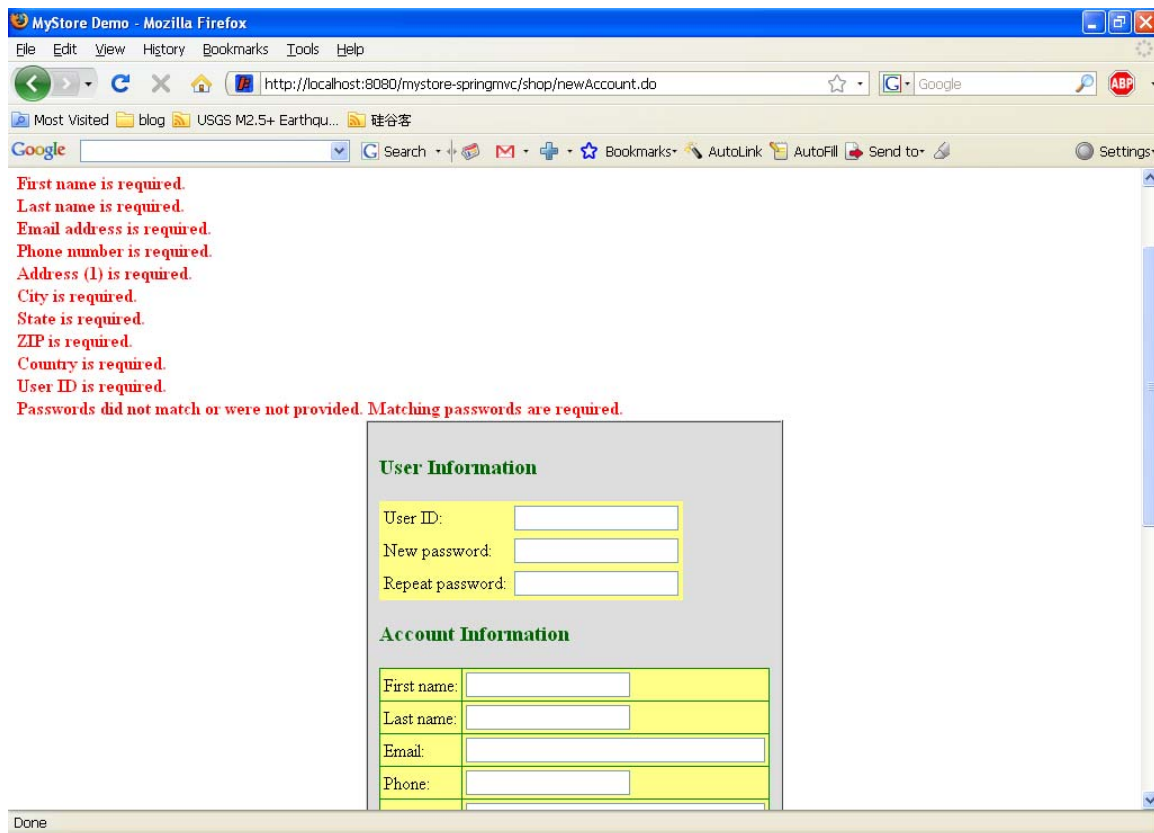 MyStore Demo - Mozilla Firefox
File Edit View History Bookmarks Tools Help
http://localhost:8080/mystore-springmvc/shop/newAccount.do G Google ABP
Most Visited blog USGS M2.5+ Earthqu... 硅谷客
Google G Search Bookmarks AutoLink AutoFill Send to Settings
First name is required.
Last name is required.
Email address is required.
Phone number is required.
Address (1) is required.
City is required.
State is required.
ZIP is required.
Country is required.
User ID is required.
Passwords did not match or were not provided. Matching passwords are required.
User Information
User ID:
New password:
Repeat password:
Account Information
First name:
Last name:
Email:
Phone:
Done